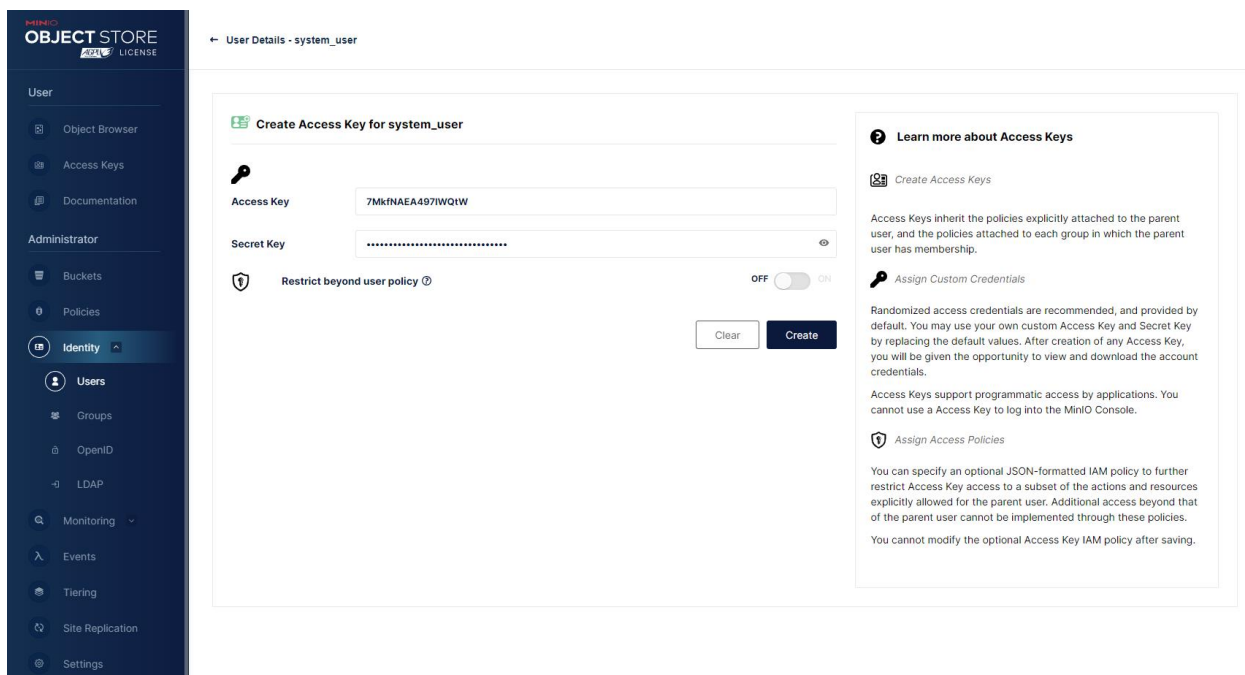 MINIO
OBJECT STORE
AGPLv3 LICENSE
User
Object Browser
Access Keys
Documentation
Administrator
Buckets
Policies
Identity
Users
Groups
OpenID
LDAP
Monitoring
Events
Tiering
Site Replication
Settings
← User Details - system_user
Create Access Key for system_user
Access Key
7MkfNAEA497IWQtW
Secret Key
•••••••••••••••••••••••••••••••
Restrict beyond user policy
OFF
ON
Clear
Create
Learn more about Access Keys
Create Access Keys
Access Keys inherit the policies explicitly attached to the parent
user, and the policies attached to each group in which the parent
user has membership.
Assign Custom Credentials
Randomized access credentials are recommended, and provided by
default. You may use your own custom Access Key and Secret Key
by replacing the default values. After creation of any Access Key,
you will be given the opportunity to view and download the account
credentials.
Access Keys support programmatic access by applications. You
cannot use a Access Key to log into the MinIO Console.
Assign Access Policies
You can specify an optional JSON-formatted IAM policy to further
restrict Access Key access to a subset of the actions and resources
explicitly allowed for the parent user. Additional access beyond that
of the parent user cannot be implemented through these policies.
You cannot modify the optional Access Key IAM policy after saving.